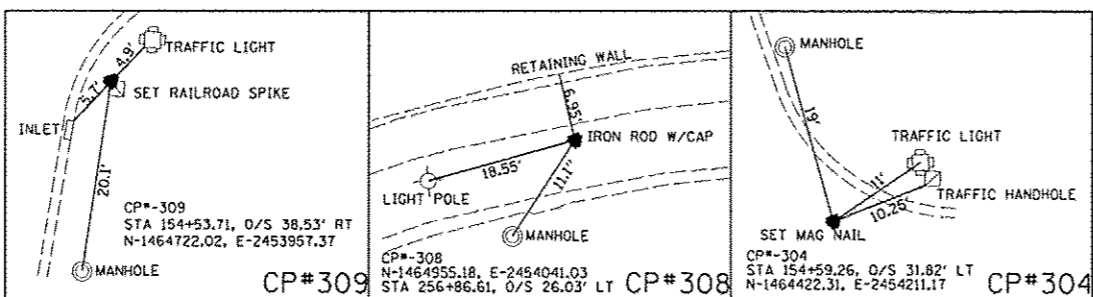 4.9'
TRAFFIC LIGHT
5.7'
SET RAILROAD SPIKE
INLET
20.1'
CP#-309
STA 154+53.71, O/S 38.53' RT
N-1464722.02, E-2453957.37
MANHOLE
CP#309
RETAINING WALL
6.95'
IRON ROD W/CAP
18.55'
11.1"
LIGHT POLE
MANHOLE
CP#-308
N-1464955.18, E-2454041.03
STA 256+86.61, O/S 26.03' LT
CP#308
MANHOLE
19'
TRAFFIC LIGHT
11'
TRAFFIC HANDHOLE
10.25'
SET MAG NAIL
CP#-304
STA 154+59.26, O/S 31.82' LT
N-1464422.31, E-2454211.17
CP#304